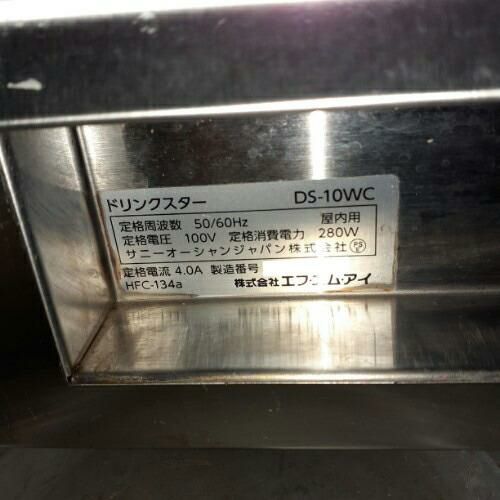 ドリンクスター DS-10WC
定格周波数 50/60Hz 屋内用
定格電圧 100V 定格消費電力 280W
サニーオーシャンジャパン株式会社 PS
定格電流 4.0A 製造番号
HFC-134a 株式会社 エフ・エム・アイ